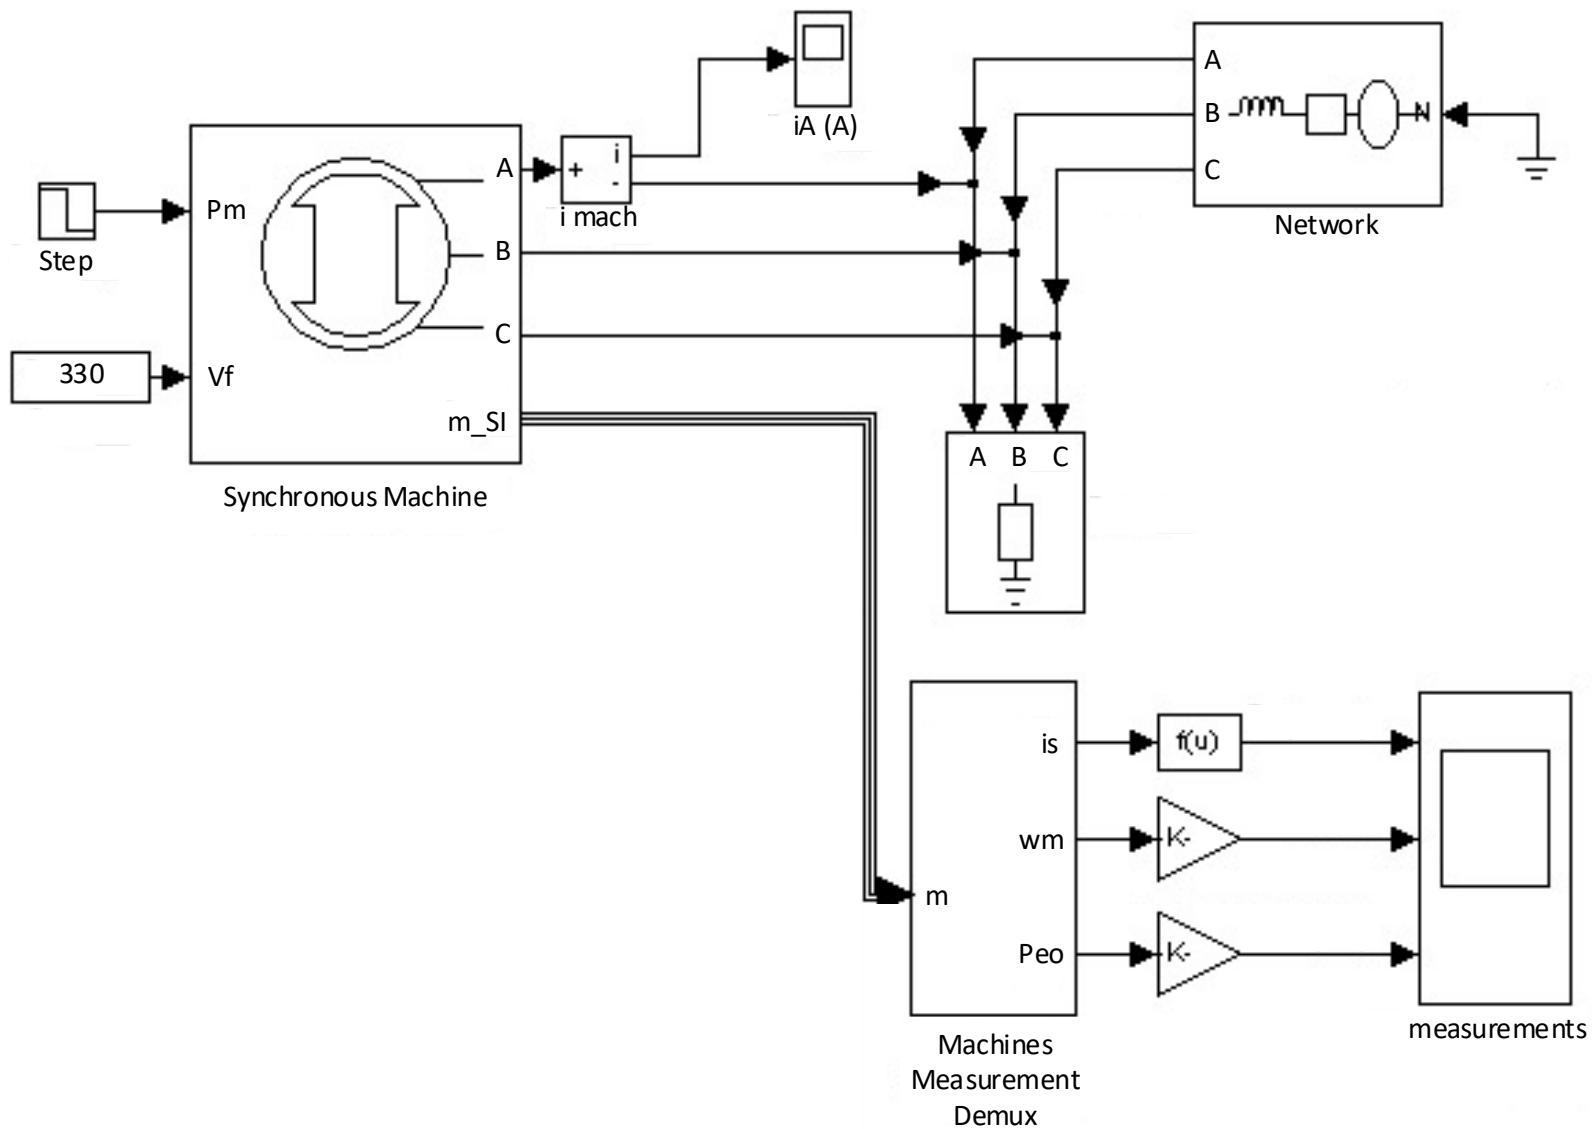 A
B
N
C
Network
iA (A)
A
+
i
-
i mach
Pm
Step
B
C
330
Vf
m_SI
Synchronous Machine
A B C
is
f(u)
wm
K-
m
Peo
K-
measurements
Machines
Measurement
Demux